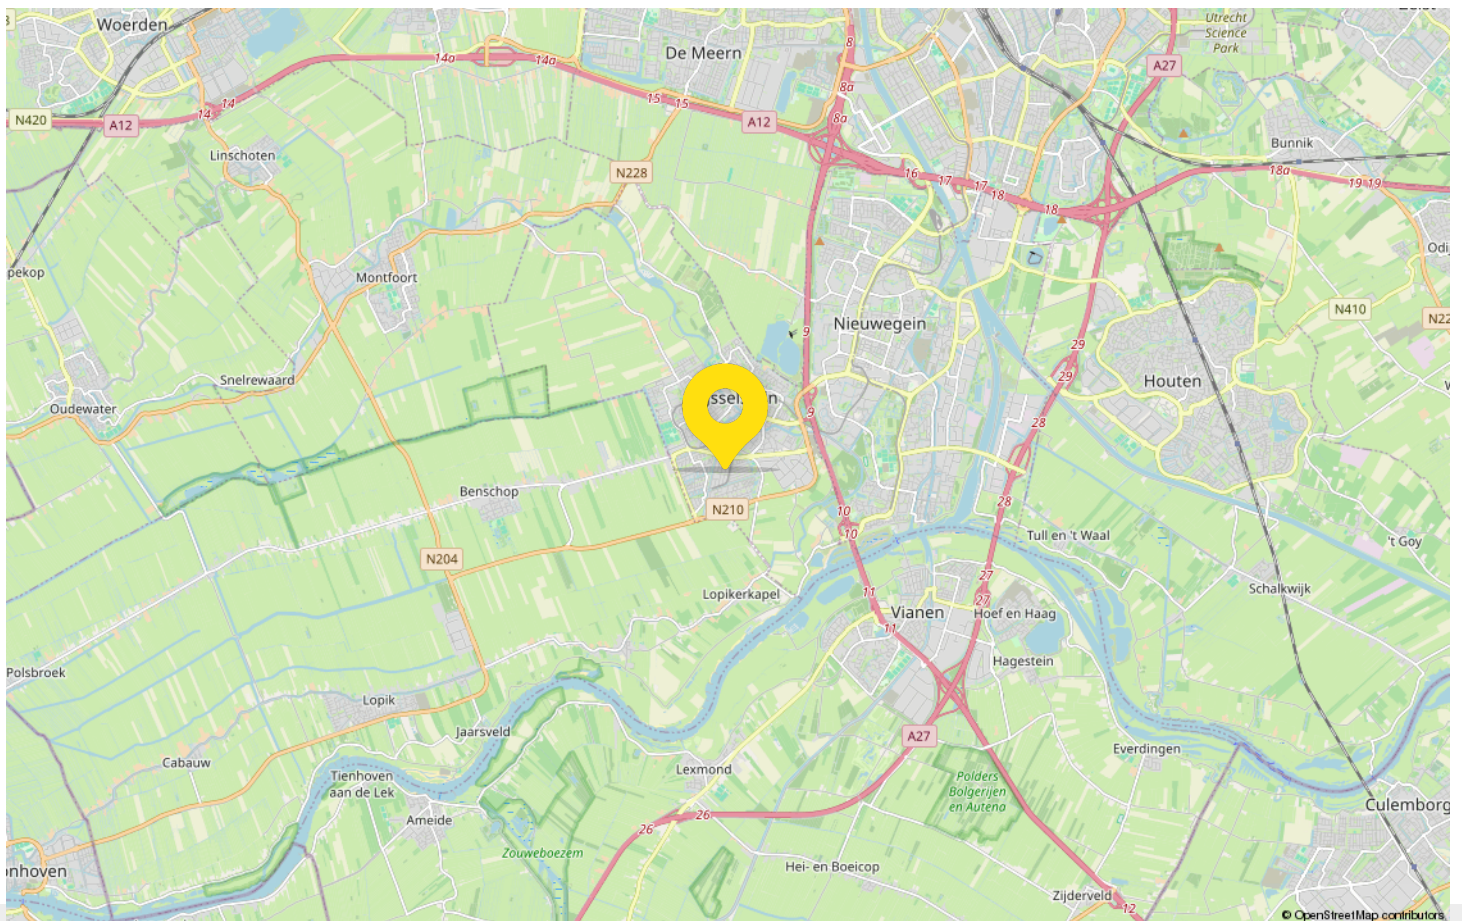 Woerden
De Meern
Utrecht
Science
Park
8
14a
14a
8a
A27
15
15
14
14
N420
A12
A12
8a
Linschoten
Bunnik
N228
16
17
17
18
18
18a
19
19
pekop
Montfoort
Odij
Nieuwegein
9
N410
N22
29
29
Snelrewaard
Houten
Oudewater
9
28
Benschop
28
N210
10
10
Tull en 't Waal
't Goy
N204
27
27
Schalkwijk
Lopikerkapel
11
11
Vianen
Hoef en Haag
Polsbroek
Hagestein
Lopik
Jaarsveld
A27
Everdingen
Cabauw
Tienhoven
aan de Lek
Lexmond
Polders
Bolgerijen
en Autena
Culemborg
Ameide
26
26
Zouweboezem
Hei- en Boeicop
onhoven
Zijderveld
12
© OpenStreetMap contributors